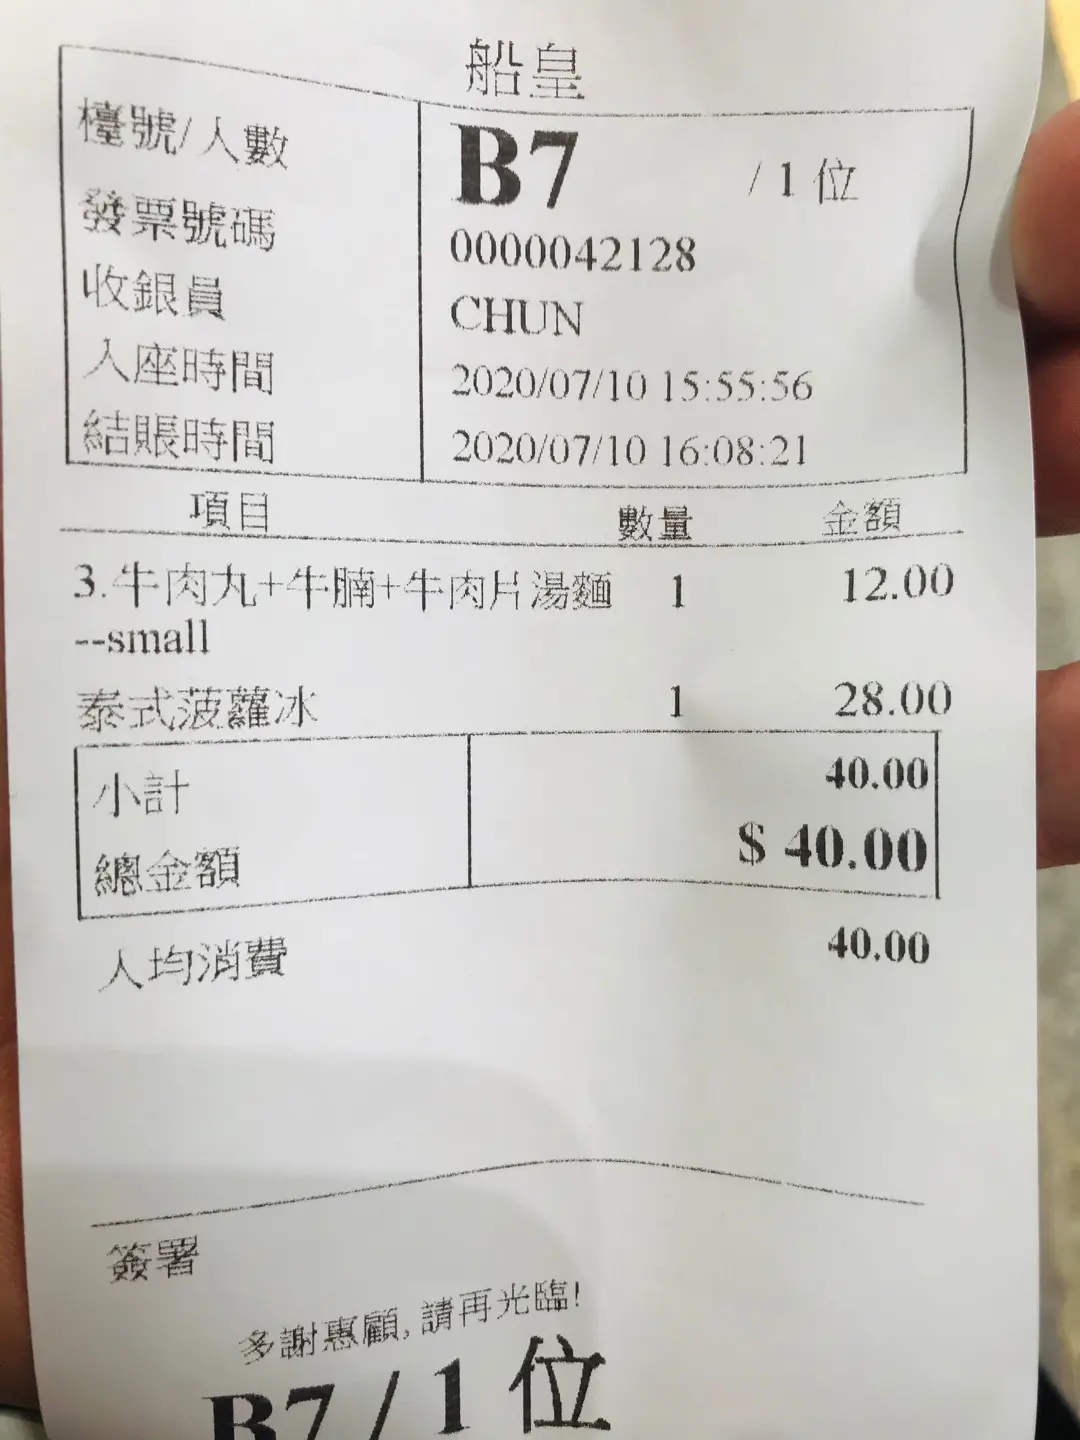 船皇
檯號/人數 B7 / 1 位
發票號碼 0000042128
收銀員 CHUN
入座時間 2020/07/10 15:55:56
結賬時間 2020/07/10 16:08:21
項目 數量 金額
3.牛肉丸+牛腩+牛肉片湯麵 1 12.00
--small
泰式菠蘿冰 1 28.00
小計 40.00
總金額 $ 40.00
人均消費 40.00
簽署
多謝惠顧,請再光臨!
B7 / 1 位